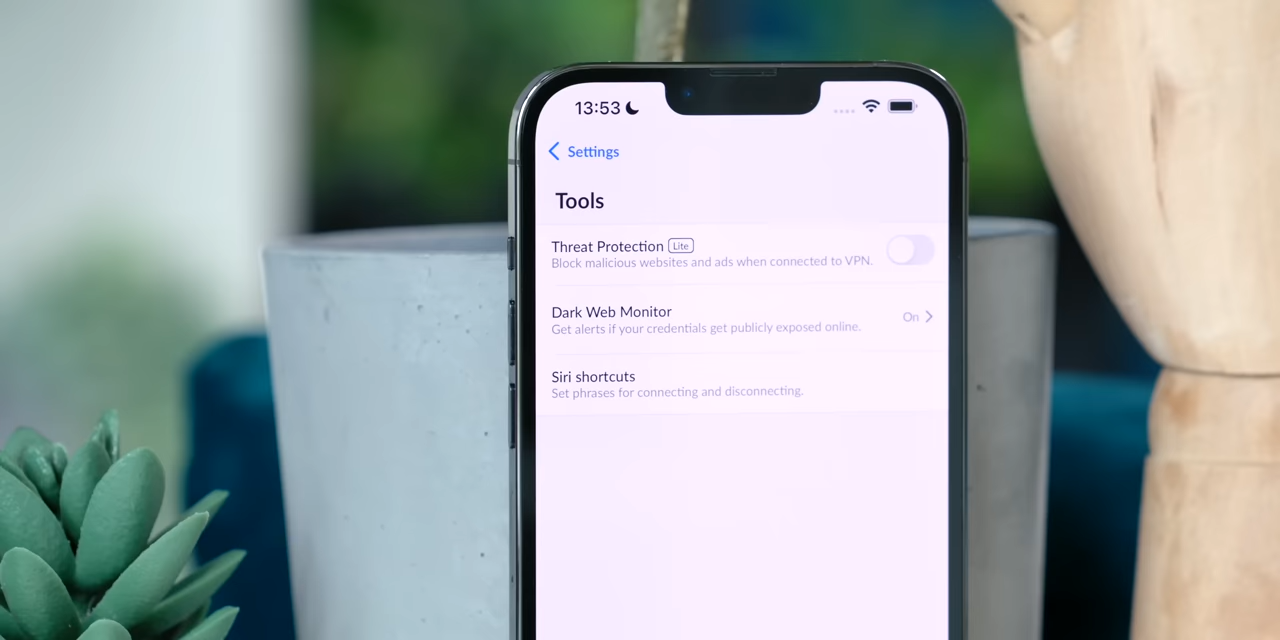 13:53
Settings
Tools
Threat Protection Lite
Block malicious websites and ads when connected to VPN.
Dark Web Monitor
Get alerts if your credentials get publicly exposed online.
On
Siri shortcuts
Set phrases for connecting and disconnecting.